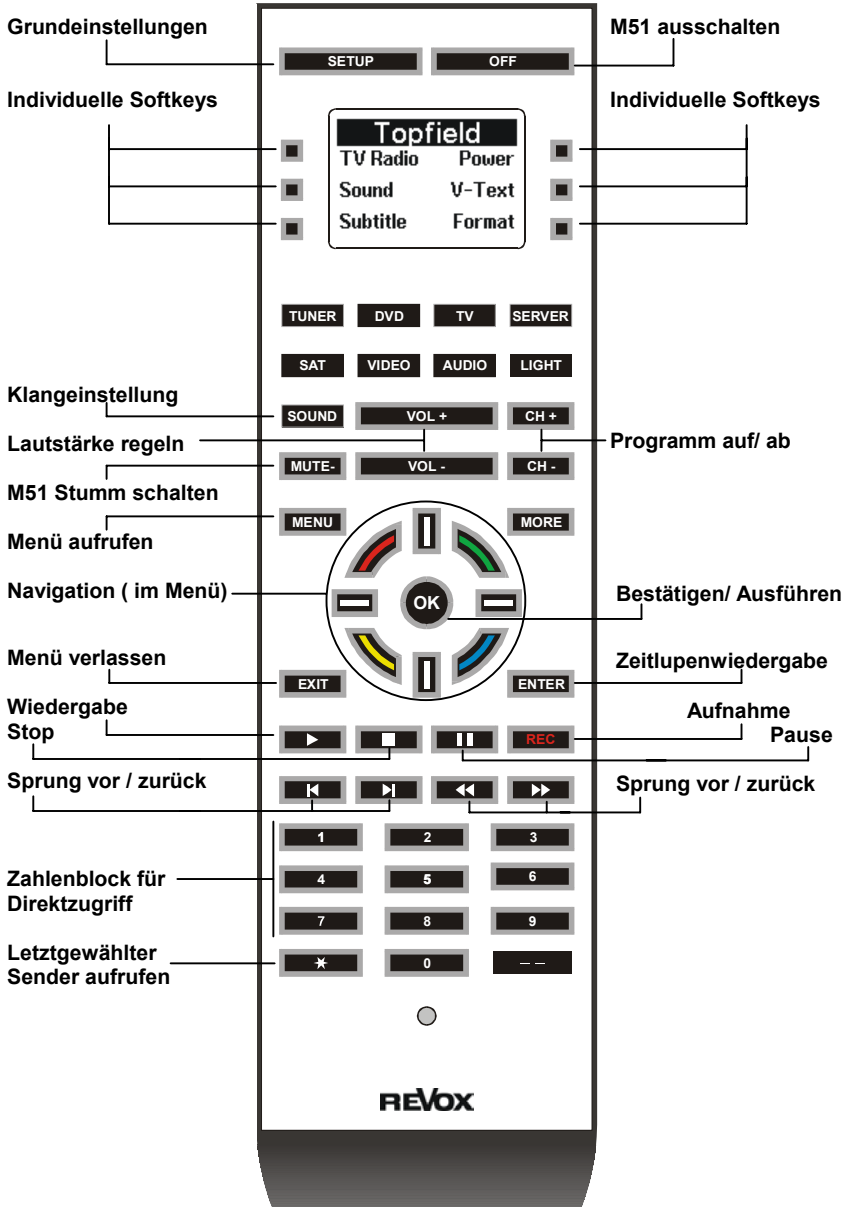 Grundeinstellungen
M51 ausschalten
SETUP OFF
Individuelle Softkeys
Individuelle Softkeys
Topfield
TV Radio Power
Sound V-Text
Subtitle Format
TUNER DVD TV SERVER
SAT VIDEO AUDIO LIGHT
Klangeinstellung
SOUND VOL + CH +
Lautstärke regeln
Programm auf/ ab
MUTE- VOL - CH -
M51 Stumm schalten
MENU MORE
Menü aufrufen
Navigation ( im Menü)
OK
Bestätigen/ Ausführen
Menü verlassen
Zeitlupenwiedergabe
EXIT ENTER
Wiedergabe
Aufnahme
Stop
Pause
REC
Sprung vor / zurück
Sprung vor / zurück
1 2 3
4 5 6
Zahlenblock für
Direktzugriff
7 8 9
Letztgewählter
Sender aufrufen
* 0 – –
REVOX